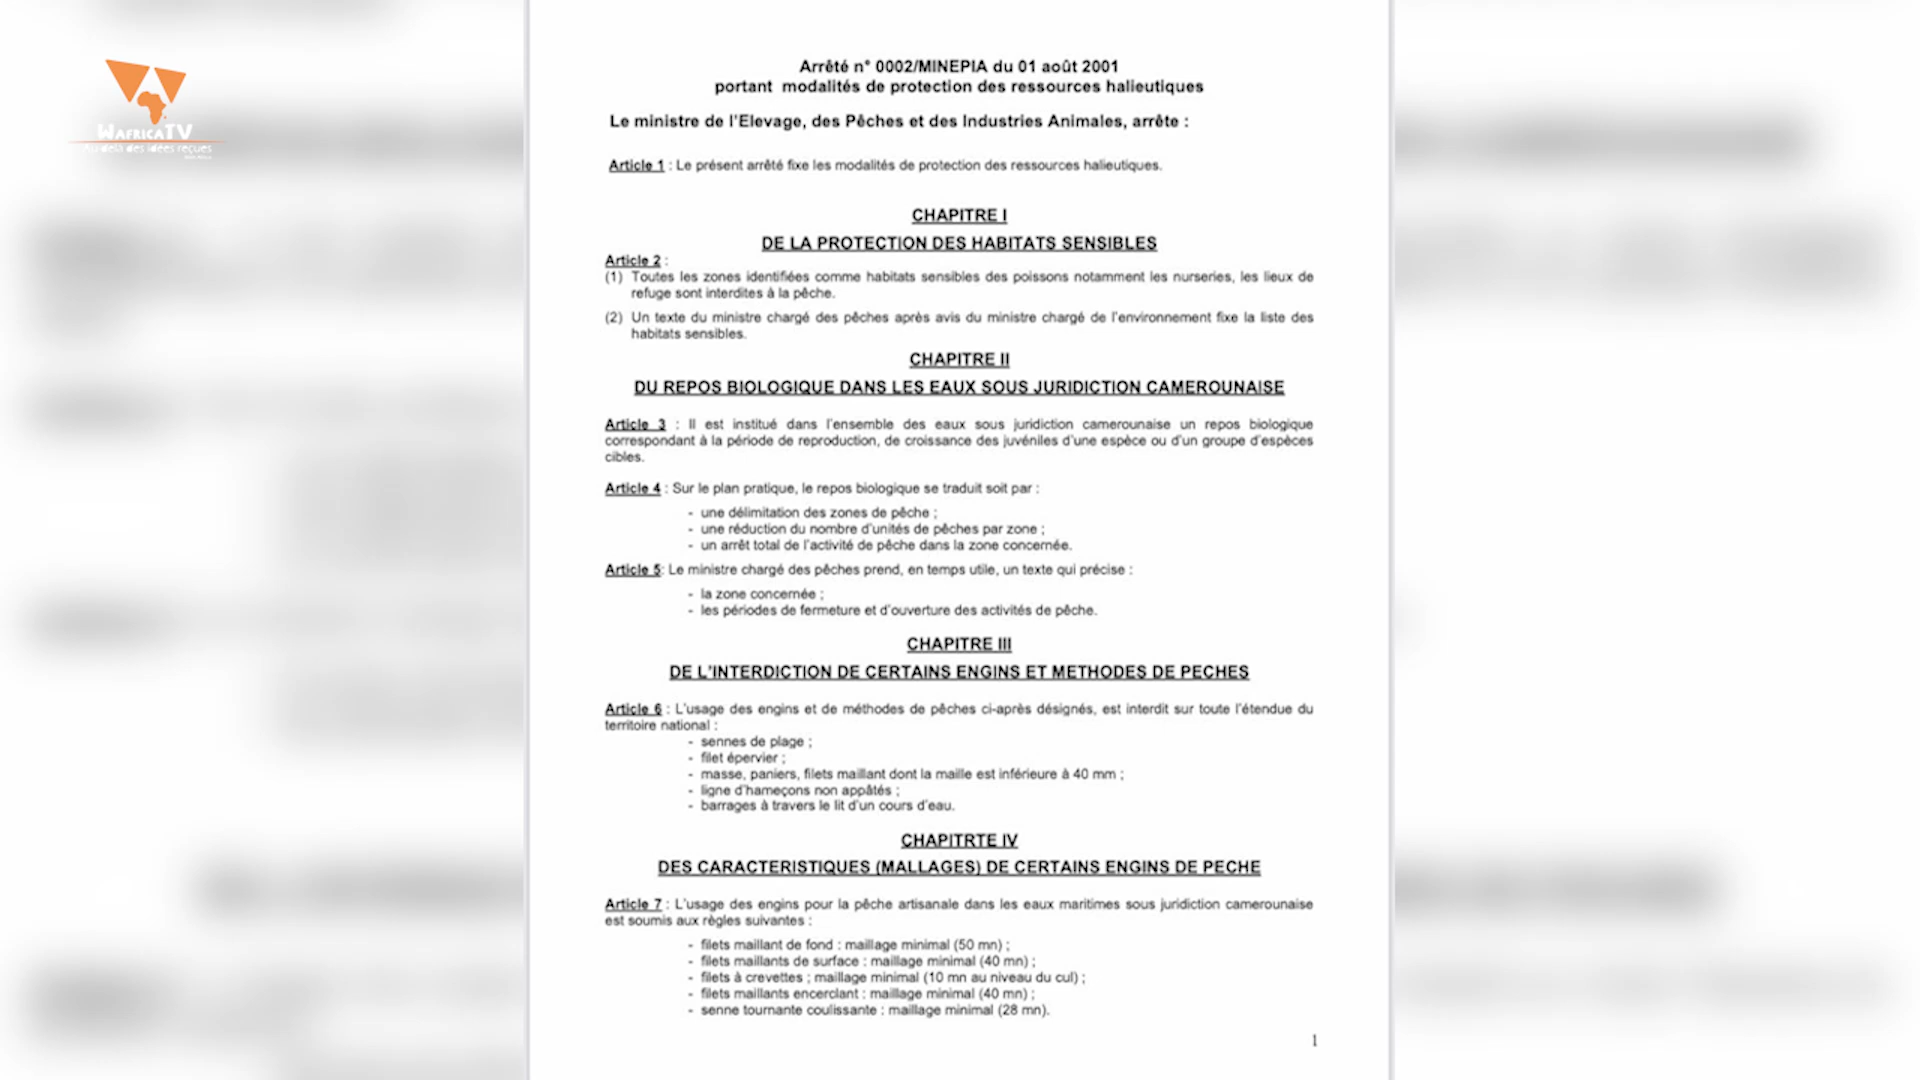 WAFRICATV
Au delà des idées reçues
Arrêté n° 0002/MINEPIA du 01 août 2001
portant modalités de protection des ressources halieutiques
Le ministre de l'Elevage, des Pêches et des Industries Animales, arrête :
Article 1 : Le présent arrêté fixe les modalités de protection des ressources halieutiques.
CHAPITRE I
DE LA PROTECTION DES HABITATS SENSIBLES
Article 2 :
(1) Toutes les zones identifiées comme habitats sensibles des poissons notamment les nurseries, les lieux de
refuge sont interdites à la pêche.
(2) Un texte du ministre chargé des pêches après avis du ministre chargé de l'environnement fixe la liste des
habitats sensibles.
CHAPITRE II
DU REPOS BIOLOGIQUE DANS LES EAUX SOUS JURIDICTION CAMEROUNAISE
Article 3 : Il est institué dans l'ensemble des eaux sous juridiction camerounaise un repos biologique
correspondant à la période de reproduction, de croissance des juvéniles d'une espèce ou d'un groupe d'espèces
cibles.
Article 4 : Sur le plan pratique, le repos biologique se traduit soit par :
- une délimitation des zones de pêche ;
- une réduction du nombre d'unités de pêches par zone ;
- un arrêt total de l'activité de pêche dans la zone concernée.
Article 5: Le ministre chargé des pêches prend, en temps utile, un texte qui précise :
- la zone concernée ;
- les périodes de fermeture et d'ouverture des activités de pêche.
CHAPITRE III
DE L'INTERDICTION DE CERTAINS ENGINS ET METHODES DE PECHES
Article 6 : L'usage des engins et de méthodes de pêches ci-après désignés, est interdit sur toute l'étendue du
territoire national :
- sennes de plage ;
- filet épervier ;
- masse, paniers, filets maillant dont la maille est inférieure à 40 mm ;
- ligne d'hameçons non appâtés ;
- barrages à travers le lit d'un cours d'eau.
CHAPITRTE IV
DES CARACTERISTIQUES (MALLAGES) DE CERTAINS ENGINS DE PECHE
Article 7 : L'usage des engins pour la pêche artisanale dans les eaux maritimes sous juridiction camerounaise
est soumis aux règles suivantes :
- filets maillant de fond : maillage minimal (50 mn) ;
- filets maillants de surface : maillage minimal (40 mn) ;
- filets à crevettes ; maillage minimal (10 mn au niveau du cul) ;
- filets maillants encerclant : maillage minimal (40 mn) ;
- senne tournante coulissante : maillage minimal (28 mn).
1